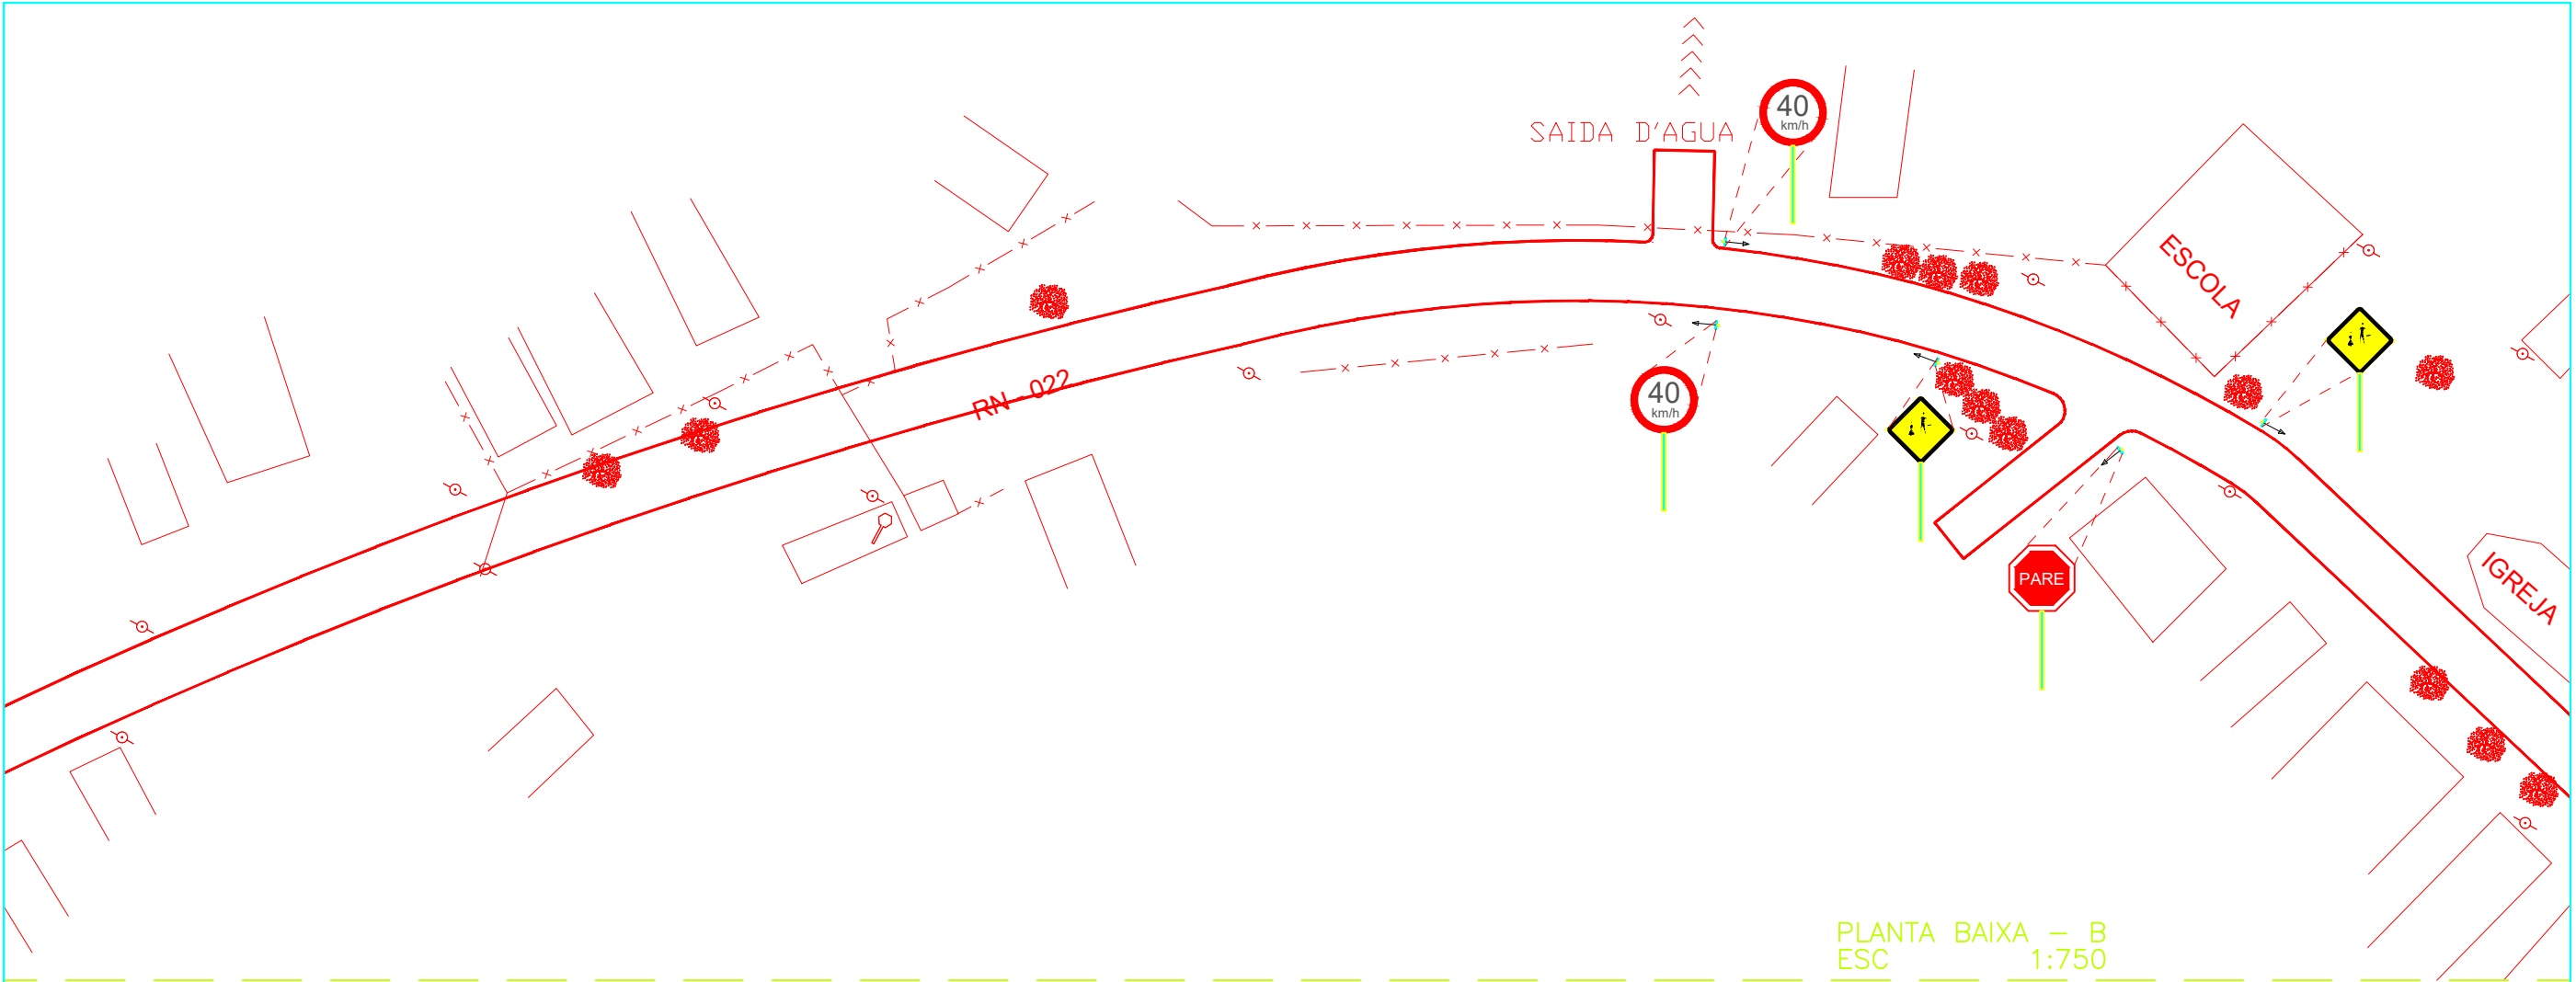 40
km/h
SAIDA D'AGUA
ESCOLA
RN - 022
40
km/h
PARE
IGREJA
PLANTA BAIXA - B
ESC 1:750